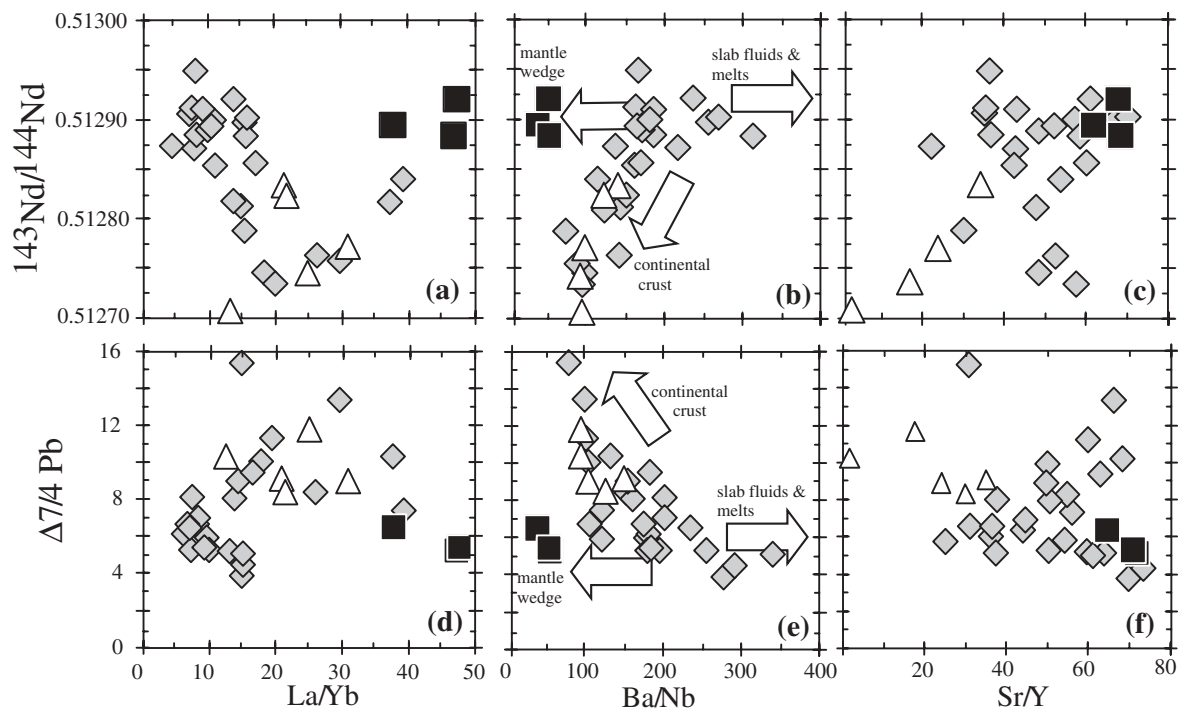 0.51300
0.51290
0.51280
0.51270
143Nd/144Nd
(a)
mantle
wedge
slab fluids &
melts
continental
crust
(b)
(c)
16
12
8
4
0
Δ7/4 Pb
(d)
continental
crust
slab fluids &
melts
mantle
wedge
(e)
(f)
0 10 20 30 40 50
La/Yb
0 100 200 300 400
Ba/Nb
0 20 40 60 80
Sr/Y